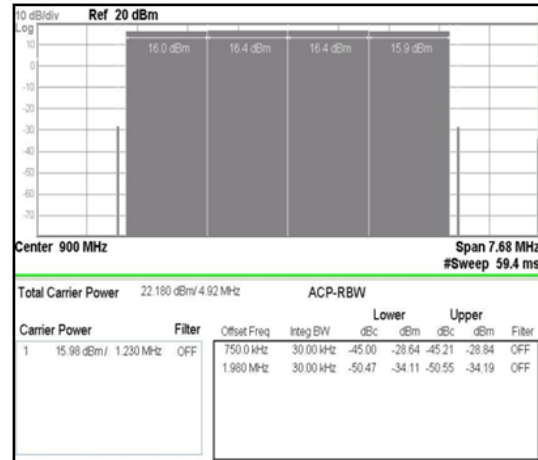 10 dB/div Ref 20 dBm
Log
10
0
-10
-20
-30
-40
-50
-60
-70
16.0 dBm 16.4 dBm 16.4 dBm 15.9 dBm
Center 900 MHz Span 7.68 MHz
#Sweep 59.4 ms
Total Carrier Power 22.180 dBm/ 4.92 MHz ACP-RBW
Lower Upper
Carrier Power Filter Offset Freq Integ BW dBc dBm dBc dBm Filter
1 15.98 dBm / 1.230 MHz OFF 750.0 kHz 30.00 kHz -45.00 -28.64 -45.21 -28.84 OFF
1.980 MHz 30.00 kHz -50.47 -34.11 -50.55 -34.19 OFF